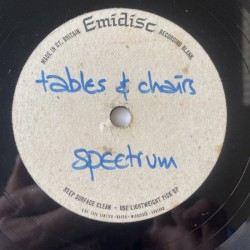 Emidisc
MADE IN GT. BRITAIN
RECORDING BLANK
tables & chairs
spectrum
KEEP SURFACE CLEAN - USE LIGHTWEIGHT PICK UP